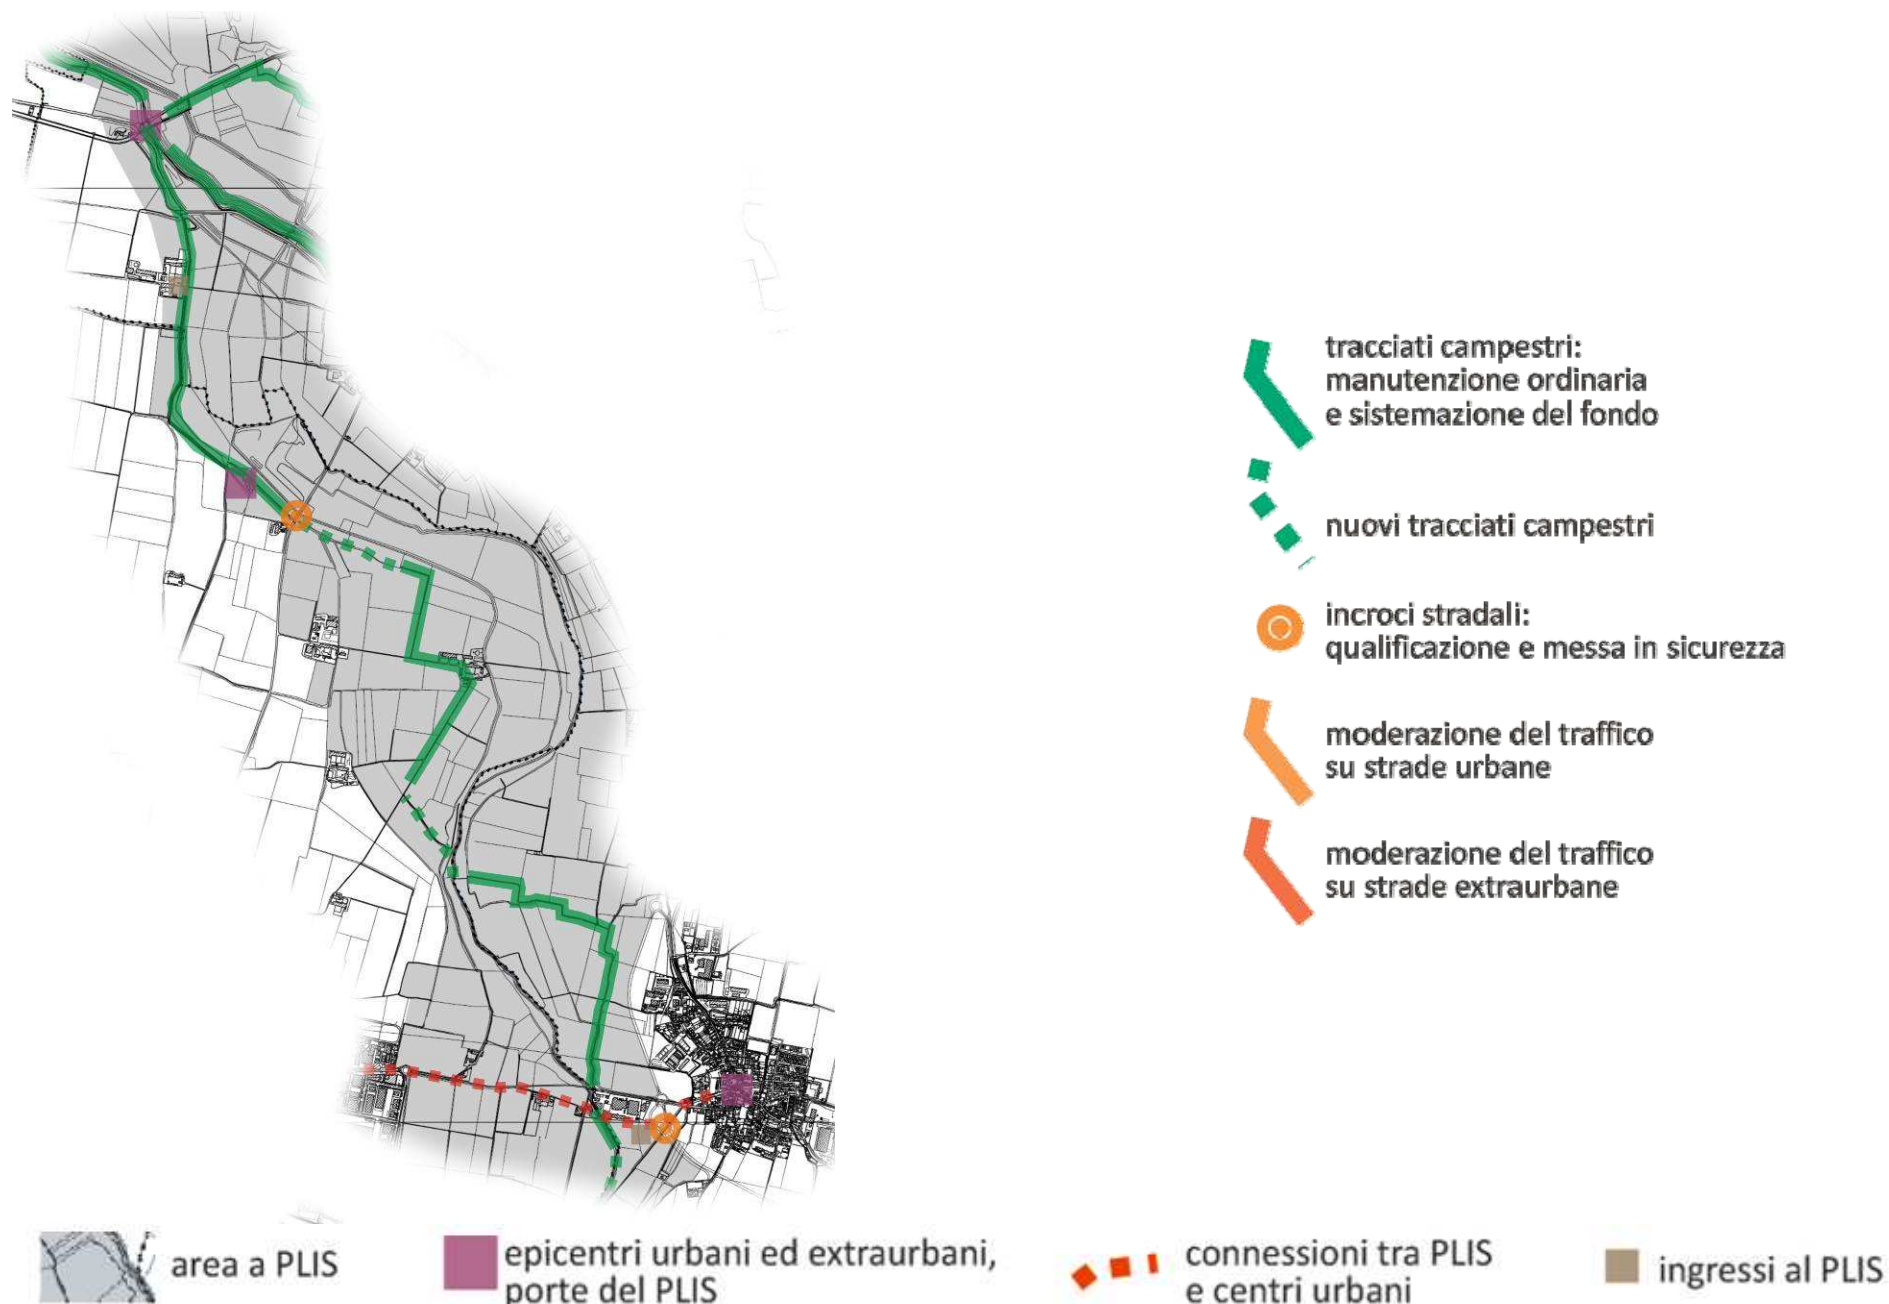 tracciati campestri:
manutenzione ordinaria
e sistemazione del fondo
nuovi tracciati campestri
incroci stradali:
qualificazione e messa in sicurezza
moderazione del traffico
su strade urbane
moderazione del traffico
su strade extraurbane
area a PLIS
epicentri urbani ed extraurbani,
porte del PLIS
connessioni tra PLIS
e centri urbani
ingressi al PLIS